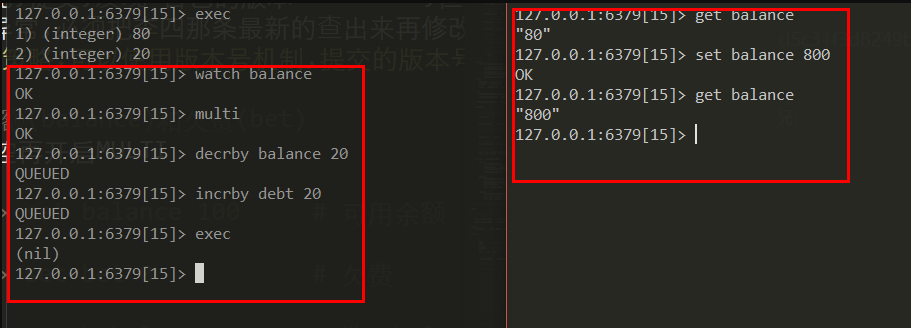 127.0.0.1:6379[15]> exec
1) (integer) 80
2) (integer) 20
127.0.0.1:6379[15]> watch balance
OK
127.0.0.1:6379[15]> multi
OK
127.0.0.1:6379[15]> decrby balance 20
QUEUED
127.0.0.1:6379[15]> incrby debt 20
QUEUED
127.0.0.1:6379[15]> exec
(nil)
127.0.0.1:6379[15]>
127.0.0.1:6379[15]> get balance
"80"
127.0.0.1:6379[15]> set balance 800
OK
127.0.0.1:6379[15]> get balance
"800"
127.0.0.1:6379[15]>